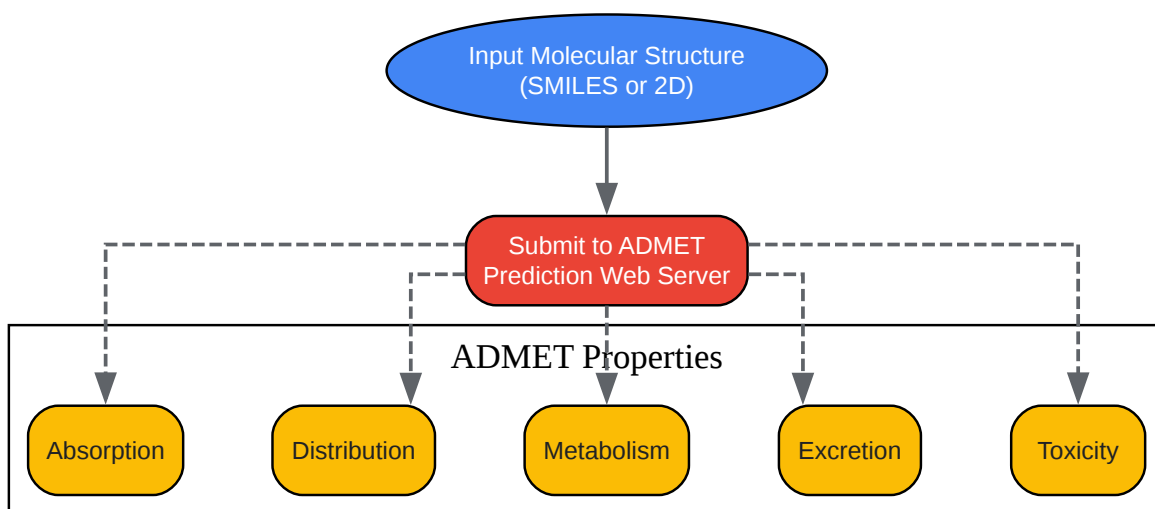 Input Molecular Structure
(SMILES or 2D)
Submit to ADMET
Prediction Web Server
ADMET Properties
Absorption
Distribution
Metabolism
Excretion
Toxicity